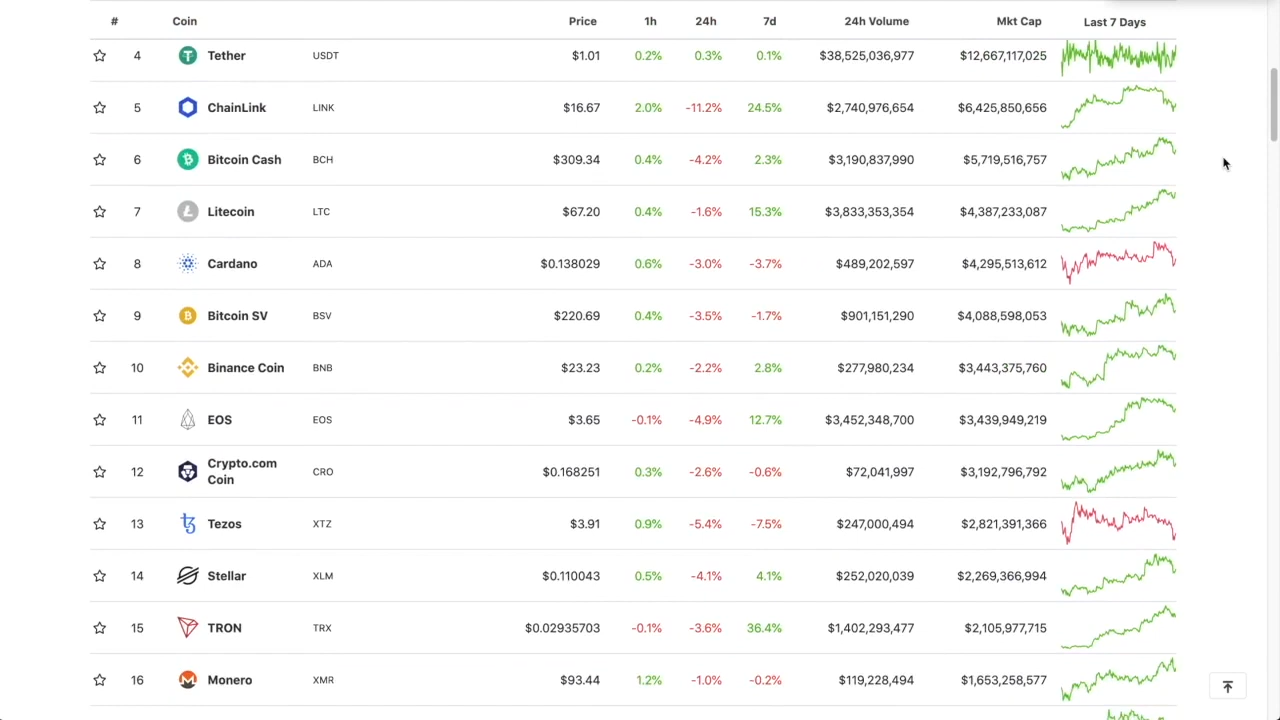 # Coin Price 1h 24h 7d 24h Volume Mkt Cap Last 7 Days
4 Tether USDT $1.01 0.2% 0.3% 0.1% $38,525,036,977 $12,667,117,025
5 ChainLink LINK $16.67 2.0% -11.2% 24.5% $2,740,976,654 $6,425,850,656
6 Bitcoin Cash BCH $309.34 0.4% -4.2% 2.3% $3,190,837,990 $5,719,516,757
7 Litecoin LTC $67.20 0.4% -1.6% 15.3% $3,833,353,354 $4,387,233,087
8 Cardano ADA $0.138029 0.6% -3.0% -3.7% $489,202,597 $4,295,513,612
9 Bitcoin SV BSV $220.69 0.4% -3.5% -1.7% $901,151,290 $4,088,598,053
10 Binance Coin BNB $23.23 0.2% -2.2% 2.8% $277,980,234 $3,443,375,760
11 EOS EOS $3.65 -0.1% -4.9% 12.7% $3,452,348,700 $3,439,949,219
12 Crypto.com Coin CRO $0.168251 0.3% -2.6% -0.6% $72,041,997 $3,192,796,792
13 Tezos XTZ $3.91 0.9% -5.4% -7.5% $247,000,494 $2,821,391,366
14 Stellar XLM $0.110043 0.5% -4.1% 4.1% $252,020,039 $2,269,366,994
15 TRON TRX $0.02935703 -0.1% -3.6% 36.4% $1,402,293,477 $2,105,977,715
16 Monero XMR $93.44 1.2% -1.0% -0.2% $119,228,494 $1,653,258,577